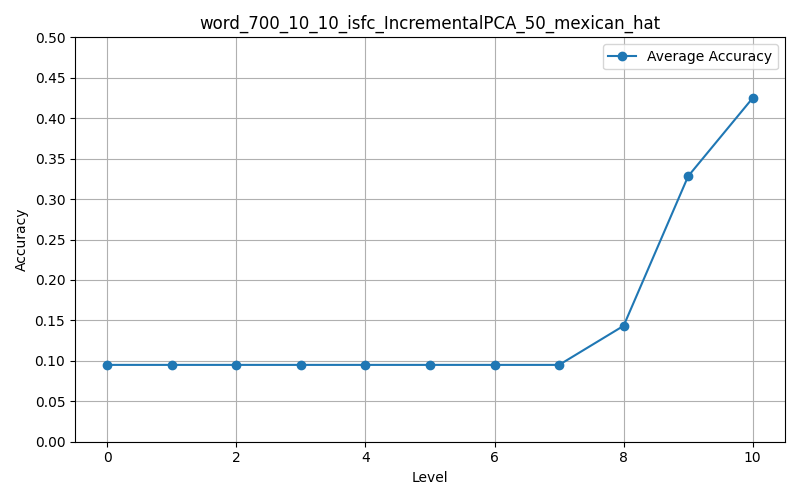 word_700_10_10_isfc_IncrementalPCA_50_mexican_hat
Average Accuracy
Accuracy
0.50
0.45
0.40
0.35
0.30
0.25
0.20
0.15
0.10
0.05
0.00
0 2 4 6 8 10
Level